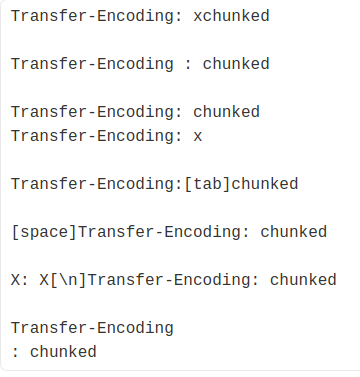 Transfer-Encoding: xchunked
Transfer-Encoding : chunked
Transfer-Encoding: chunked
Transfer-Encoding: x
Transfer-Encoding:[tab]chunked
[space]Transfer-Encoding: chunked
X: X[\n]Transfer-Encoding: chunked
Transfer-Encoding
: chunked